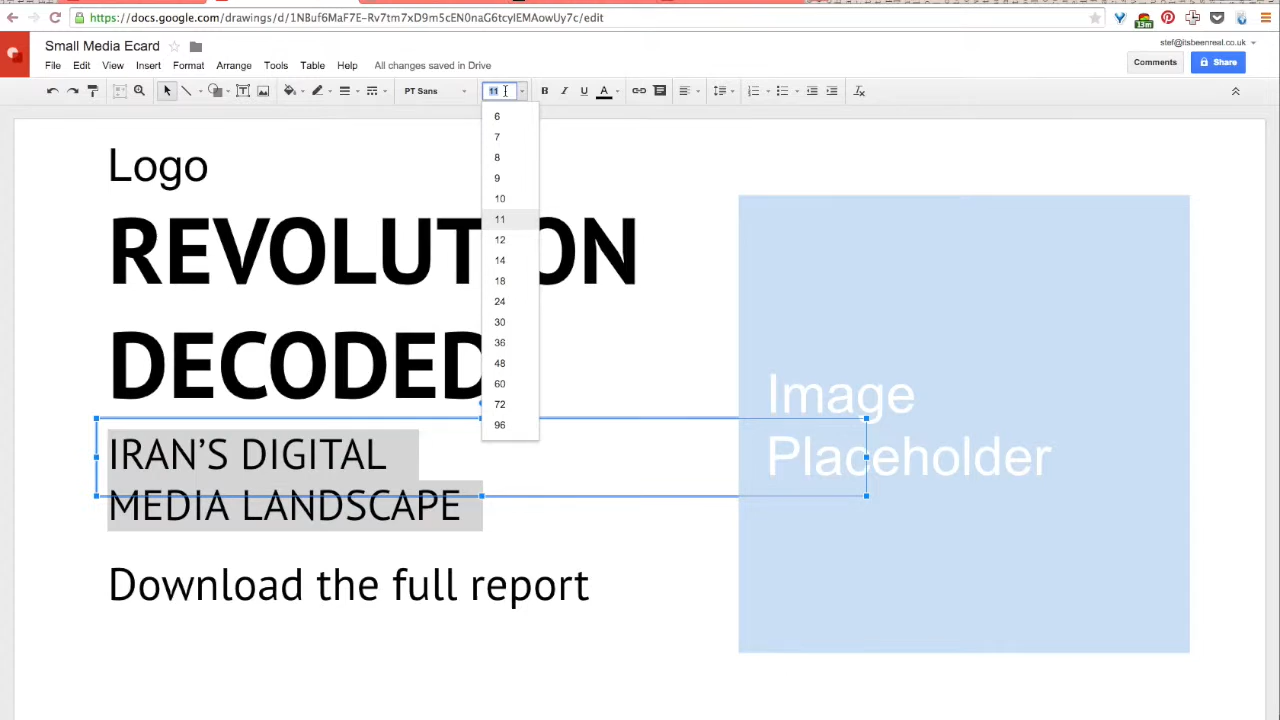 https://docs.google.com/drawings/d/1NBuf6MaF7E-Rv7tm7xD9mScEN0naG6tcyIEMAowUz7c/edit
13m
Small Media Ecard
stef@itsbeenreal.co.uk
File Edit View Insert Format Arrange Tools Table Help All changes saved in Drive
Comments
Share
PT Sans
11
B I U A
6
7
8
9
10
11
12
14
18
24
30
36
48
60
72
96
Logo
REVOLUT ON
DECODED
IRAN’S DIGITAL
MEDIA LANDSCAPE
Download the full report
Image
Placeholder